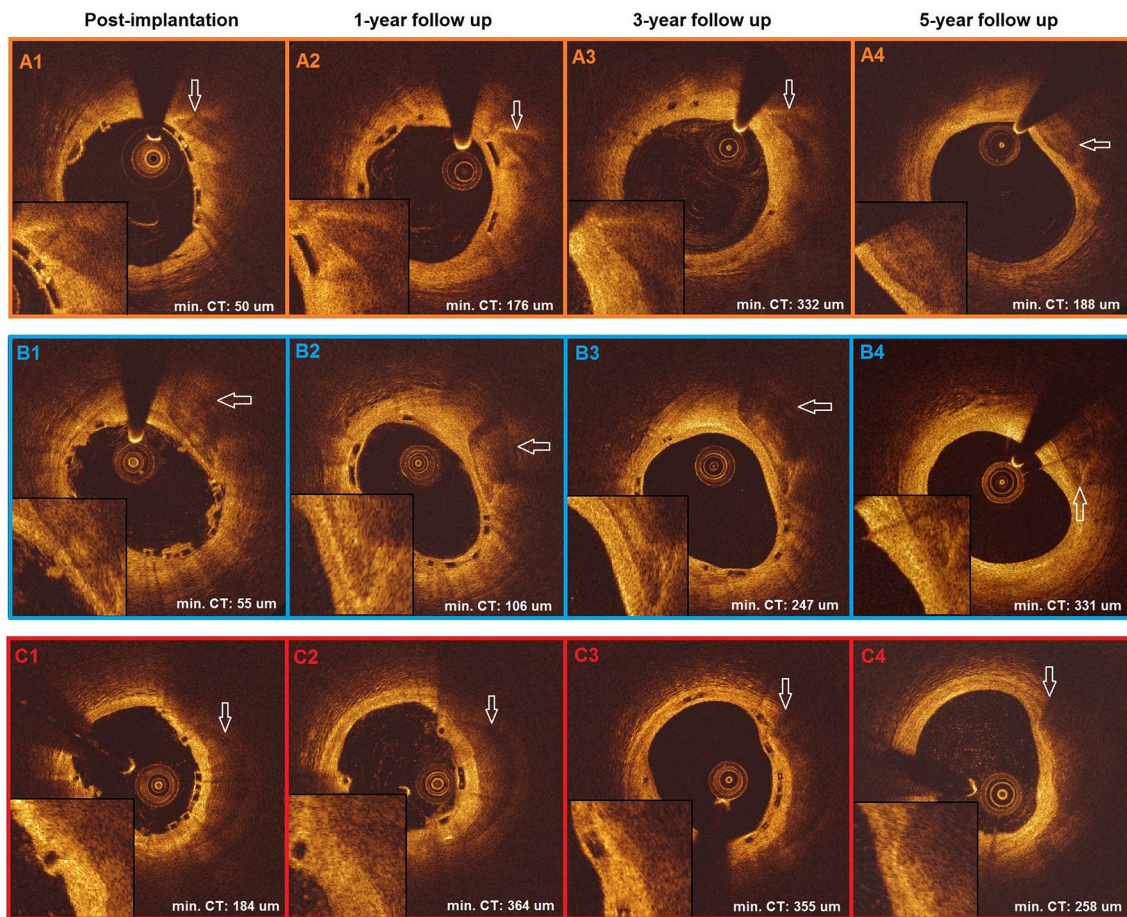 Post-implantation 1-year follow up 3-year follow up 5-year follow up
A1 A2 A3 A4
min. CT: 50 um min. CT: 176 um min. CT: 332 um min. CT: 188 um
B1 B2 B3 B4
min. CT: 55 um min. CT: 106 um min. CT: 247 um min. CT: 331 um
C1 C2 C3 C4
min. CT: 184 um min. CT: 364 um min. CT: 355 um min. CT: 258 um